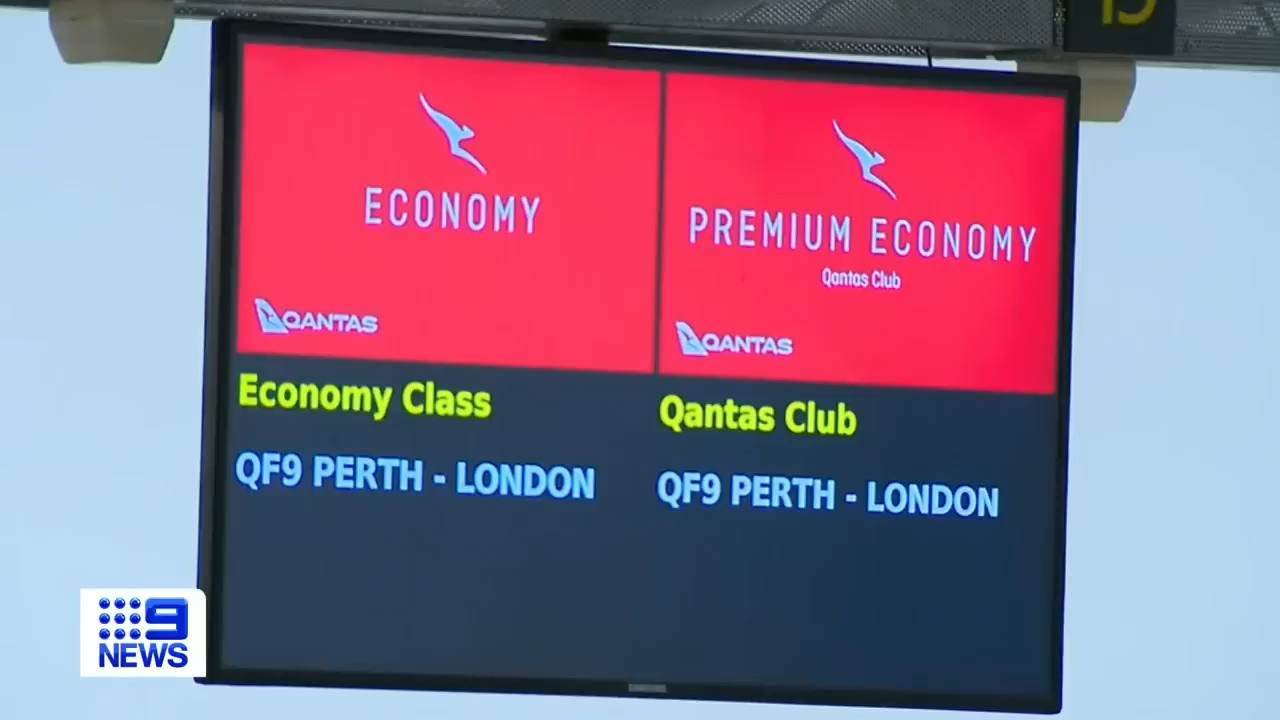 ECONOMY
QANTAS
PREMIUM ECONOMY
Qantas Club
QANTAS
Economy Class
QF9 PERTH - LONDON
Qantas Club
QF9 PERTH - LONDON
9
NEWS